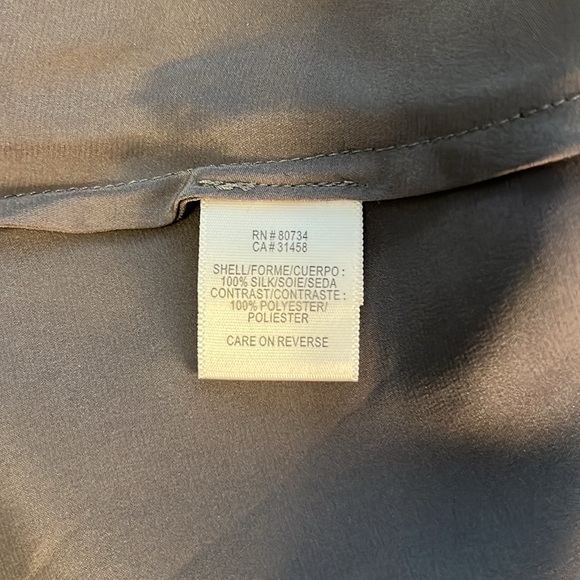 RN # 80734
CA # 31458
SHELL/FORME/CUERPO :
100% SILK/SOIE/SEDA
CONTRAST/CONTRASTE :
100% POLYESTER/
POLIESTER
CARE ON REVERSE